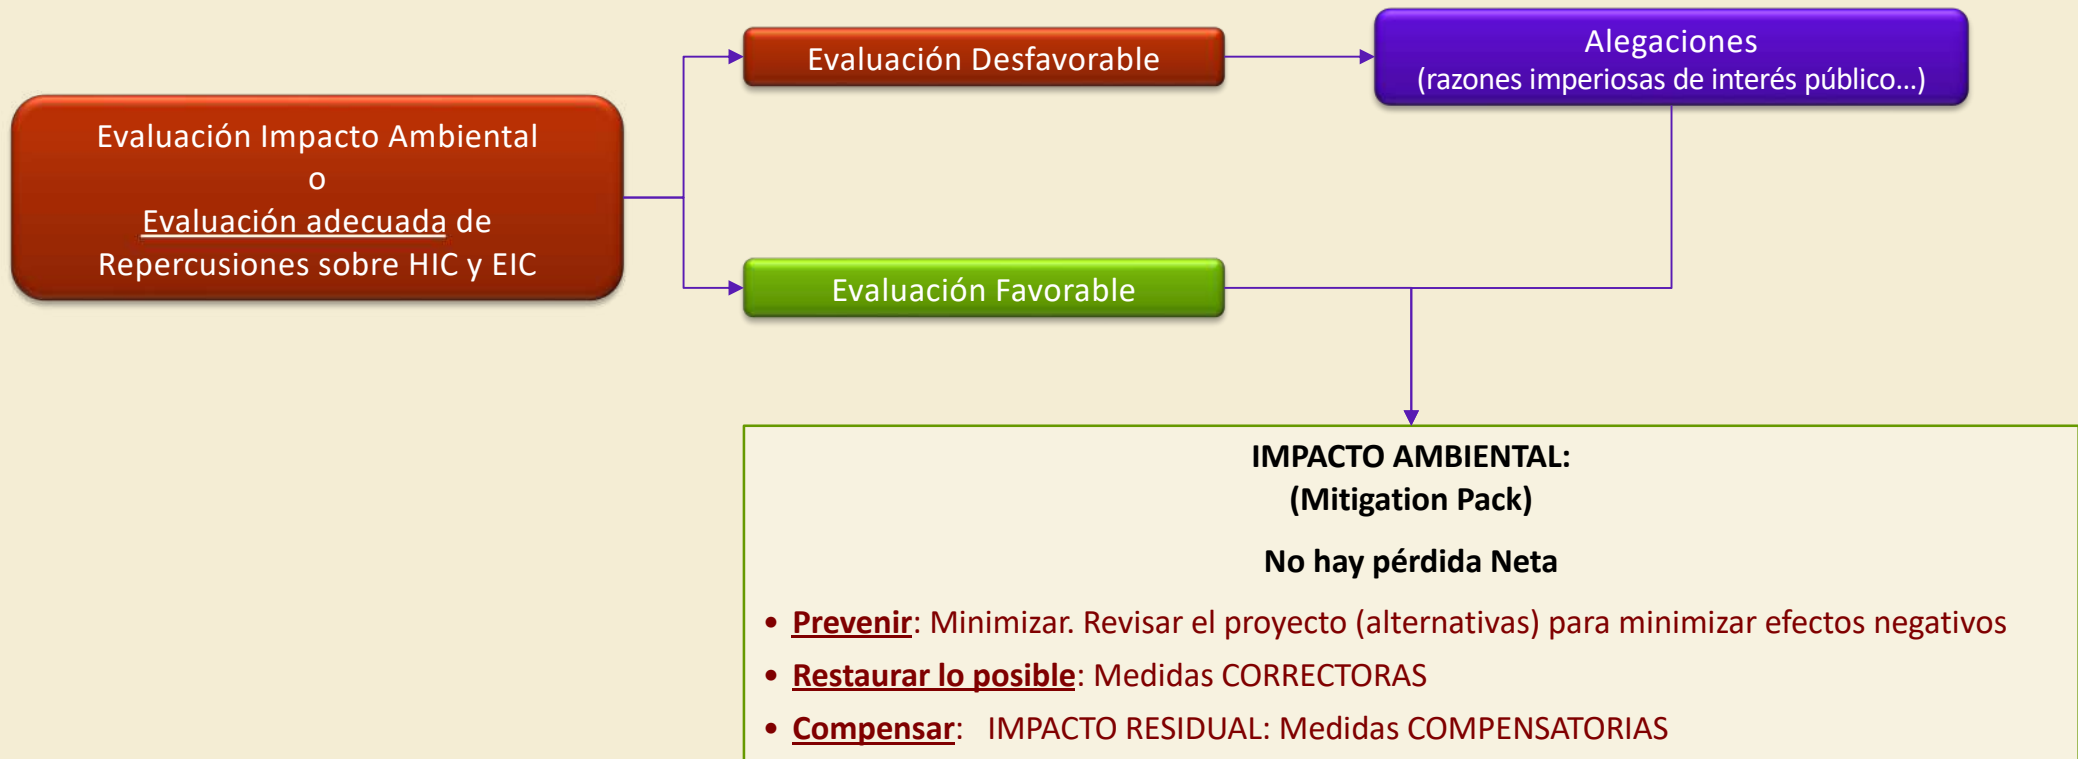 Evaluación Impacto Ambiental
o
Evaluación adecuada de
Repercusiones sobre HIC y EIC
Evaluación Desfavorable
Alegaciones
(razones imperiosas de interés público...)
Evaluación Favorable
IMPACTO AMBIENTAL:
(Mitigation Pack)
No hay pérdida Neta
• Prevenir: Minimizar. Revisar el proyecto (alternativas) para minimizar efectos negativos
• Restaurar lo posible: Medidas CORRECTORAS
• Compensar: IMPACTO RESIDUAL: Medidas COMPENSATORIAS